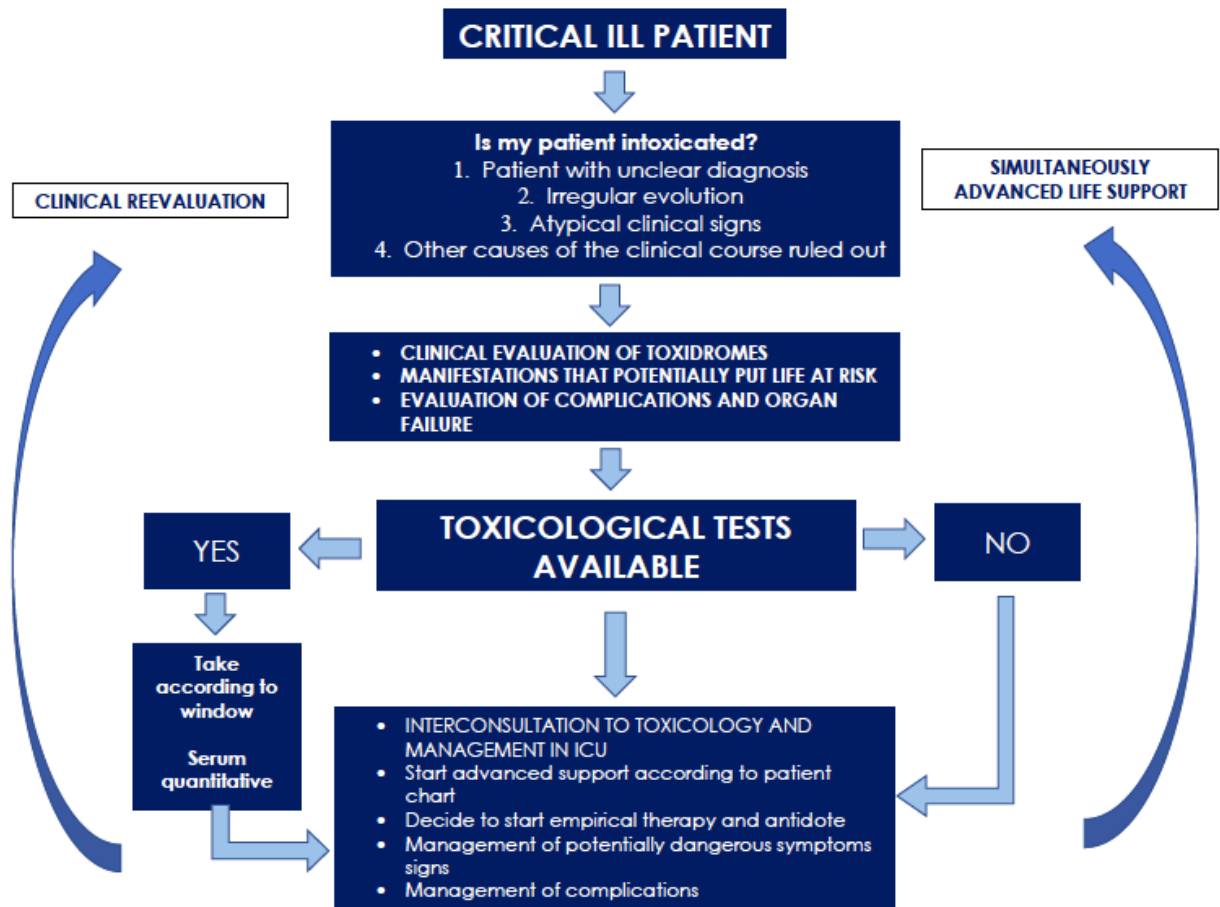 CRITICAL ILL PATIENT
Is my patient intoxicated?
1. Patient with unclear diagnosis
2. Irregular evolution
3. Atypical clinical signs
4. Other causes of the clinical course ruled out
CLINICAL REEVALUATION
SIMULTANEOUSLY
ADVANCED LIFE SUPPORT
• CLINICAL EVALUATION OF TOXIDROMES
• MANIFESTATIONS THAT POTENTIALLY PUT LIFE AT RISK
• EVALUATION OF COMPLICATIONS AND ORGAN
FAILURE
TOXICOLOGICAL TESTS
AVAILABLE
YES
NO
Take
according to
window
Serum
quantitative
• INTERCONSULTATION TO TOXICOLOGY AND
MANAGEMENT IN ICU
• Start advanced support according to patient
chart
• Decide to start empirical therapy and antidote
• Management of potentially dangerous symptoms
signs
• Management of complications